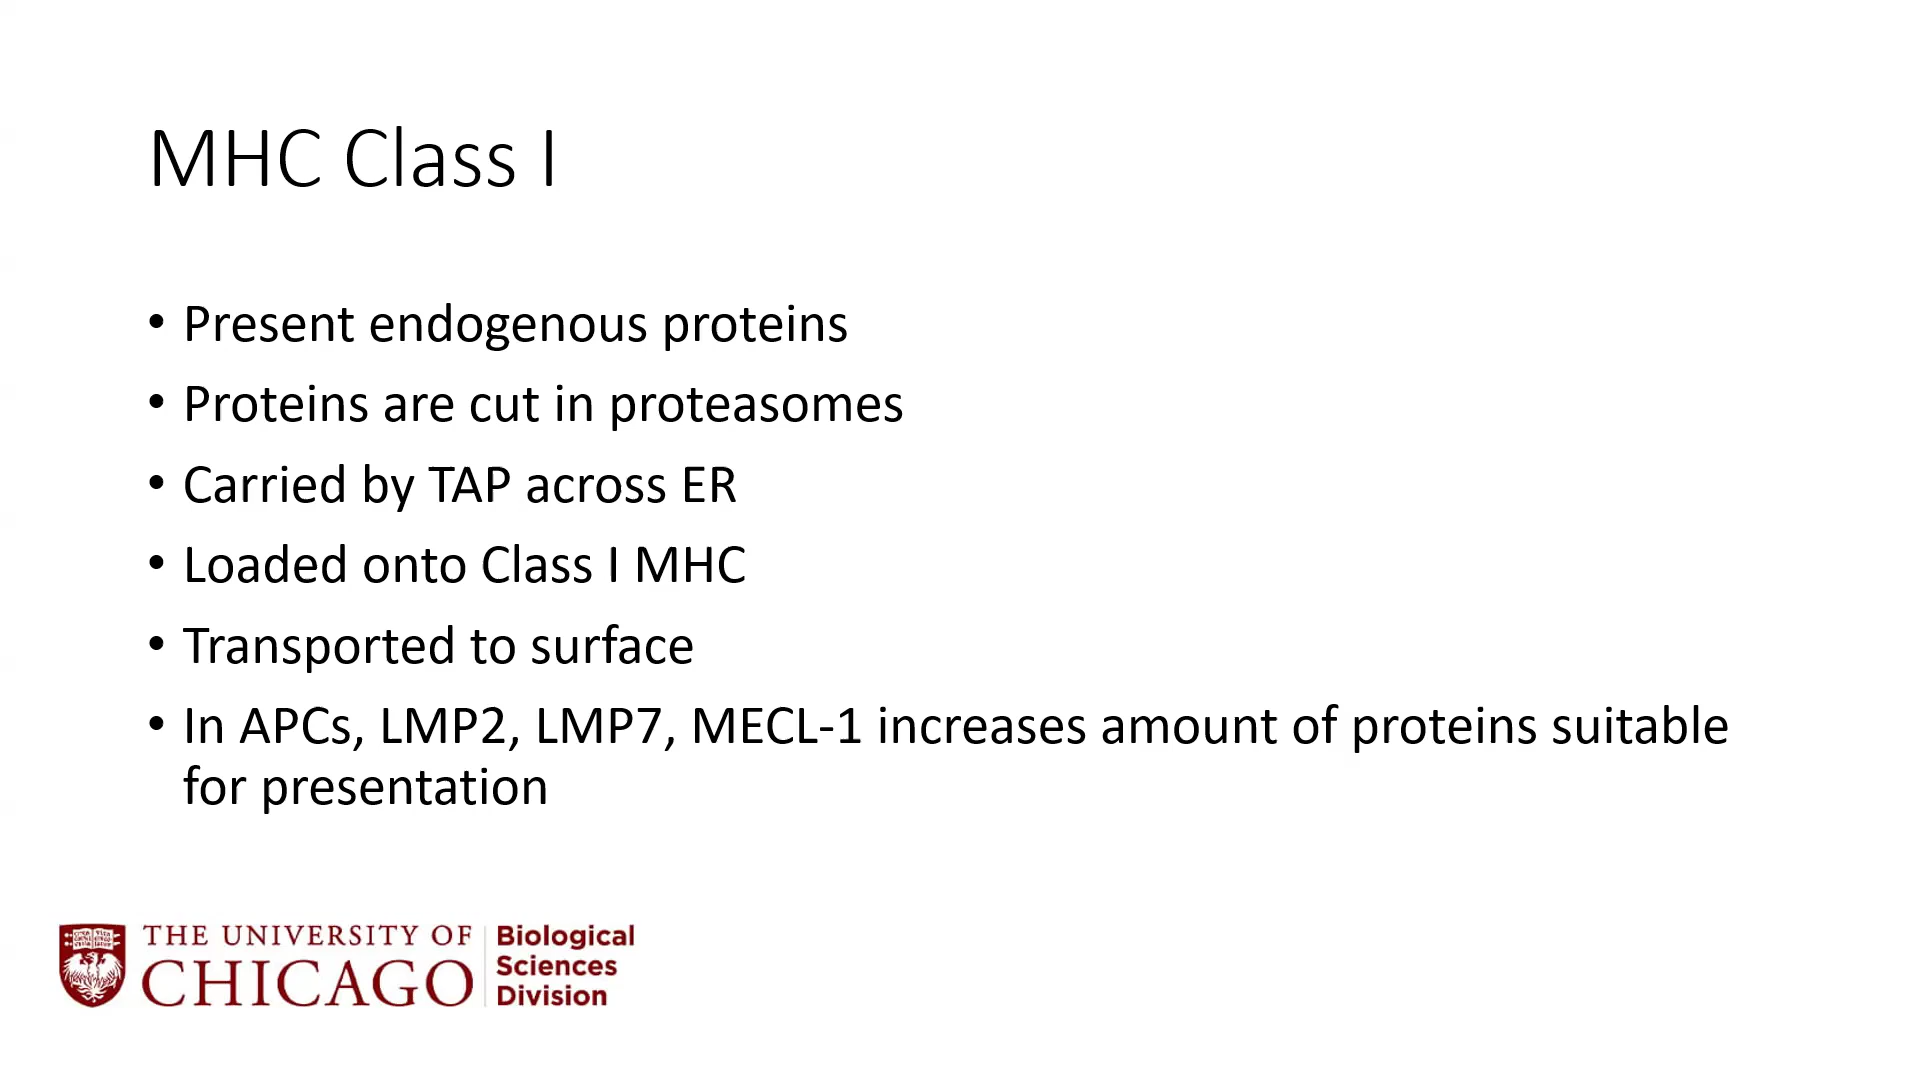 MHC Class I
• Present endogenous proteins
• Proteins are cut in proteasomes
• Carried by TAP across ER
• Loaded onto Class I MHC
• Transported to surface
• In APCs, LMP2, LMP7, MECL-1 increases amount of proteins suitable
for presentation
THE UNIVERSITY OF
CHICAGO
Biological
Sciences
Division